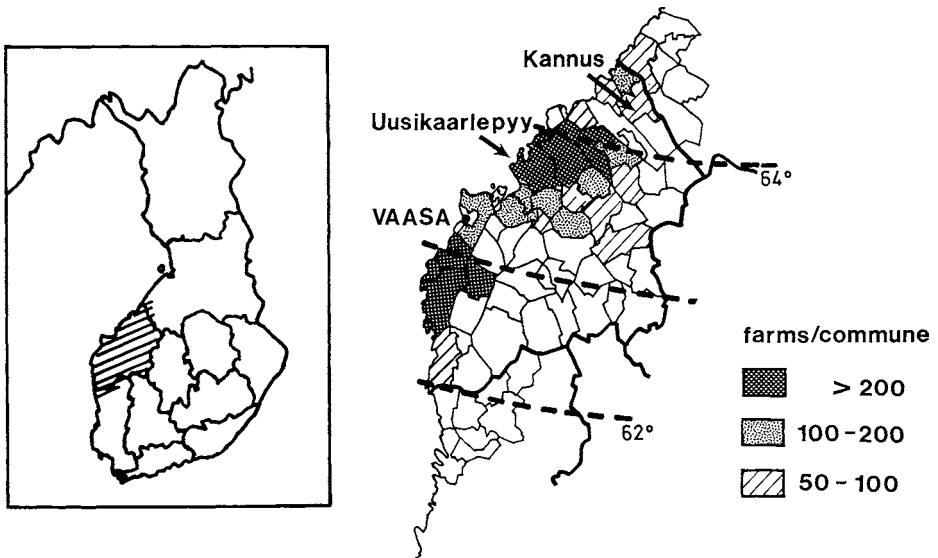 Kannus
Uusikaarlepyy
64°
VAASA
farms/commune
> 200
62°
100-200
50-100